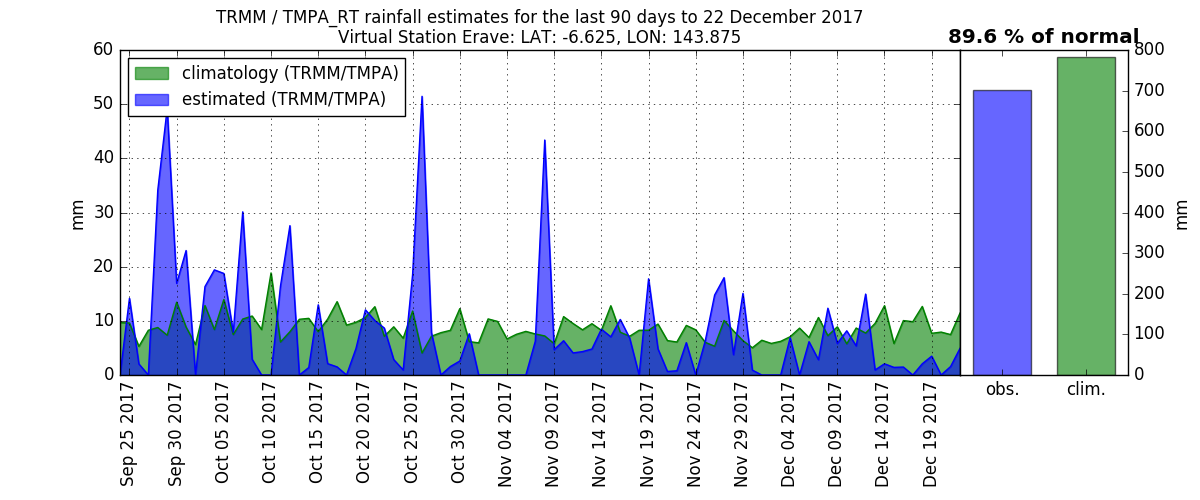 TRMM / TMPA_RT rainfall estimates for the last 90 days to 22 December 2017
Virtual Station Erave: LAT: -6.625, LON: 143.875
89.6 % of normal
climatology (TRMM/TMPA)
estimated (TRMM/TMPA)
mm
60
50
40
30
20
10
0
Sep 25 2017
Sep 30 2017
Oct 05 2017
Oct 10 2017
Oct 15 2017
Oct 20 2017
Oct 25 2017
Oct 30 2017
Nov 04 2017
Nov 09 2017
Nov 14 2017
Nov 19 2017
Nov 24 2017
Nov 29 2017
Dec 04 2017
Dec 09 2017
Dec 14 2017
Dec 19 2017
obs.
clim.
800
700
600
500
400
300
200
100
0
mm